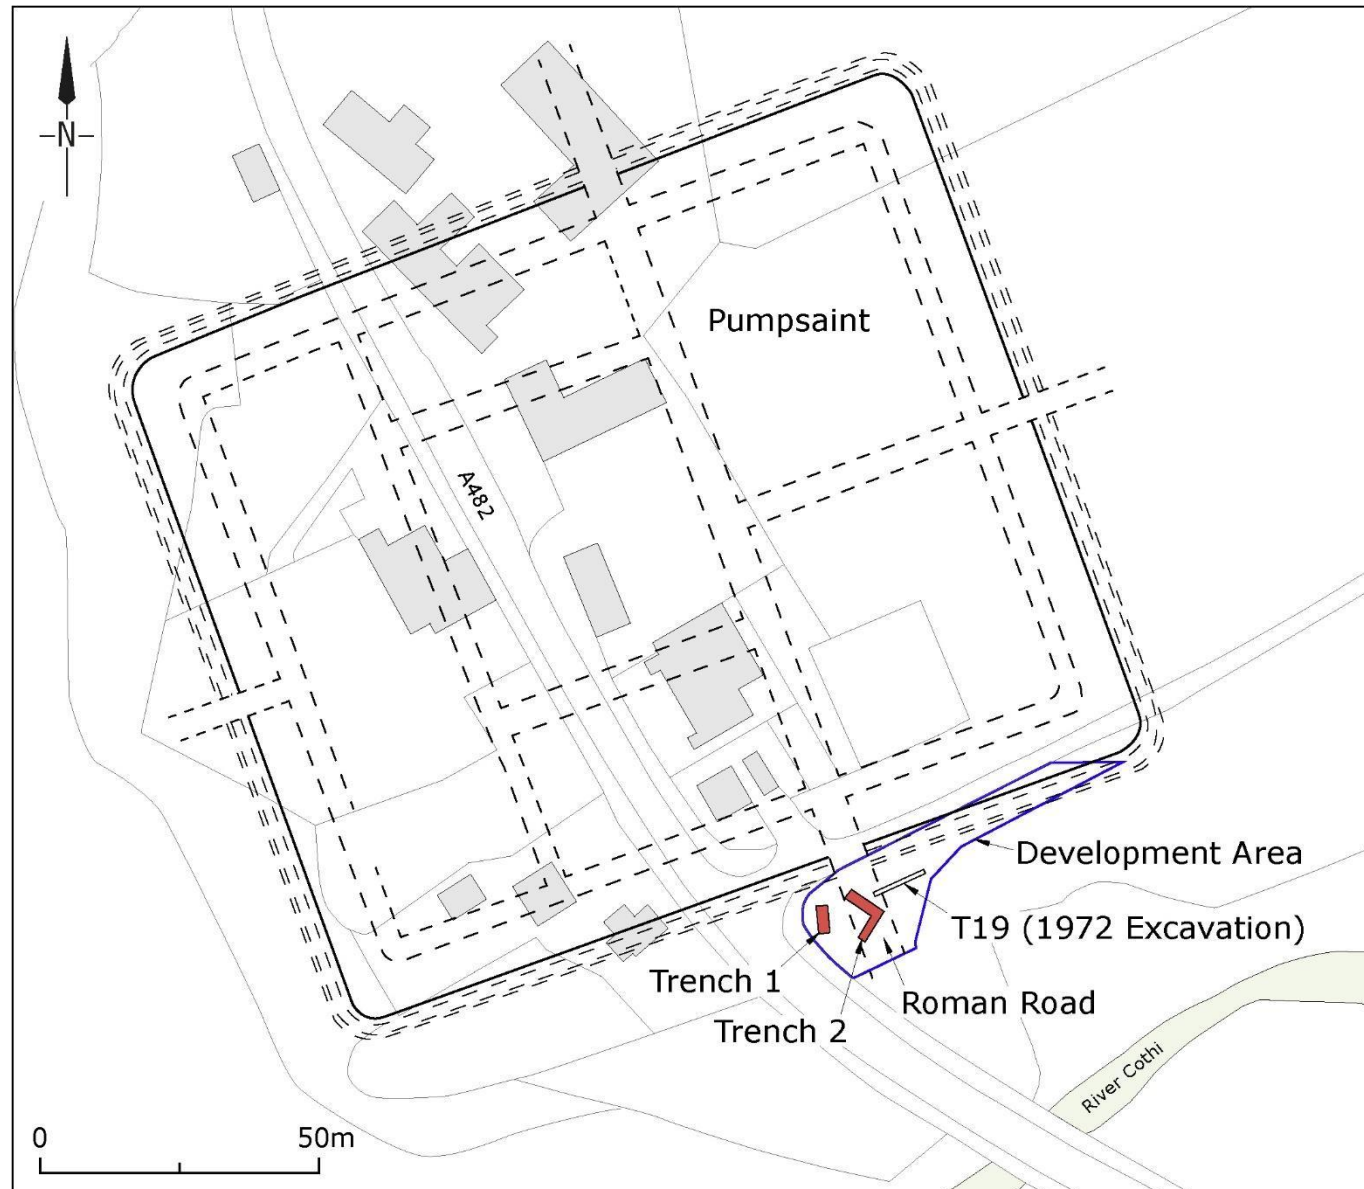 N
Pumpsaint
A482
Development Area
T19 (1972 Excavation)
Trench 1
Roman Road
Trench 2
River Cothi
0 50m